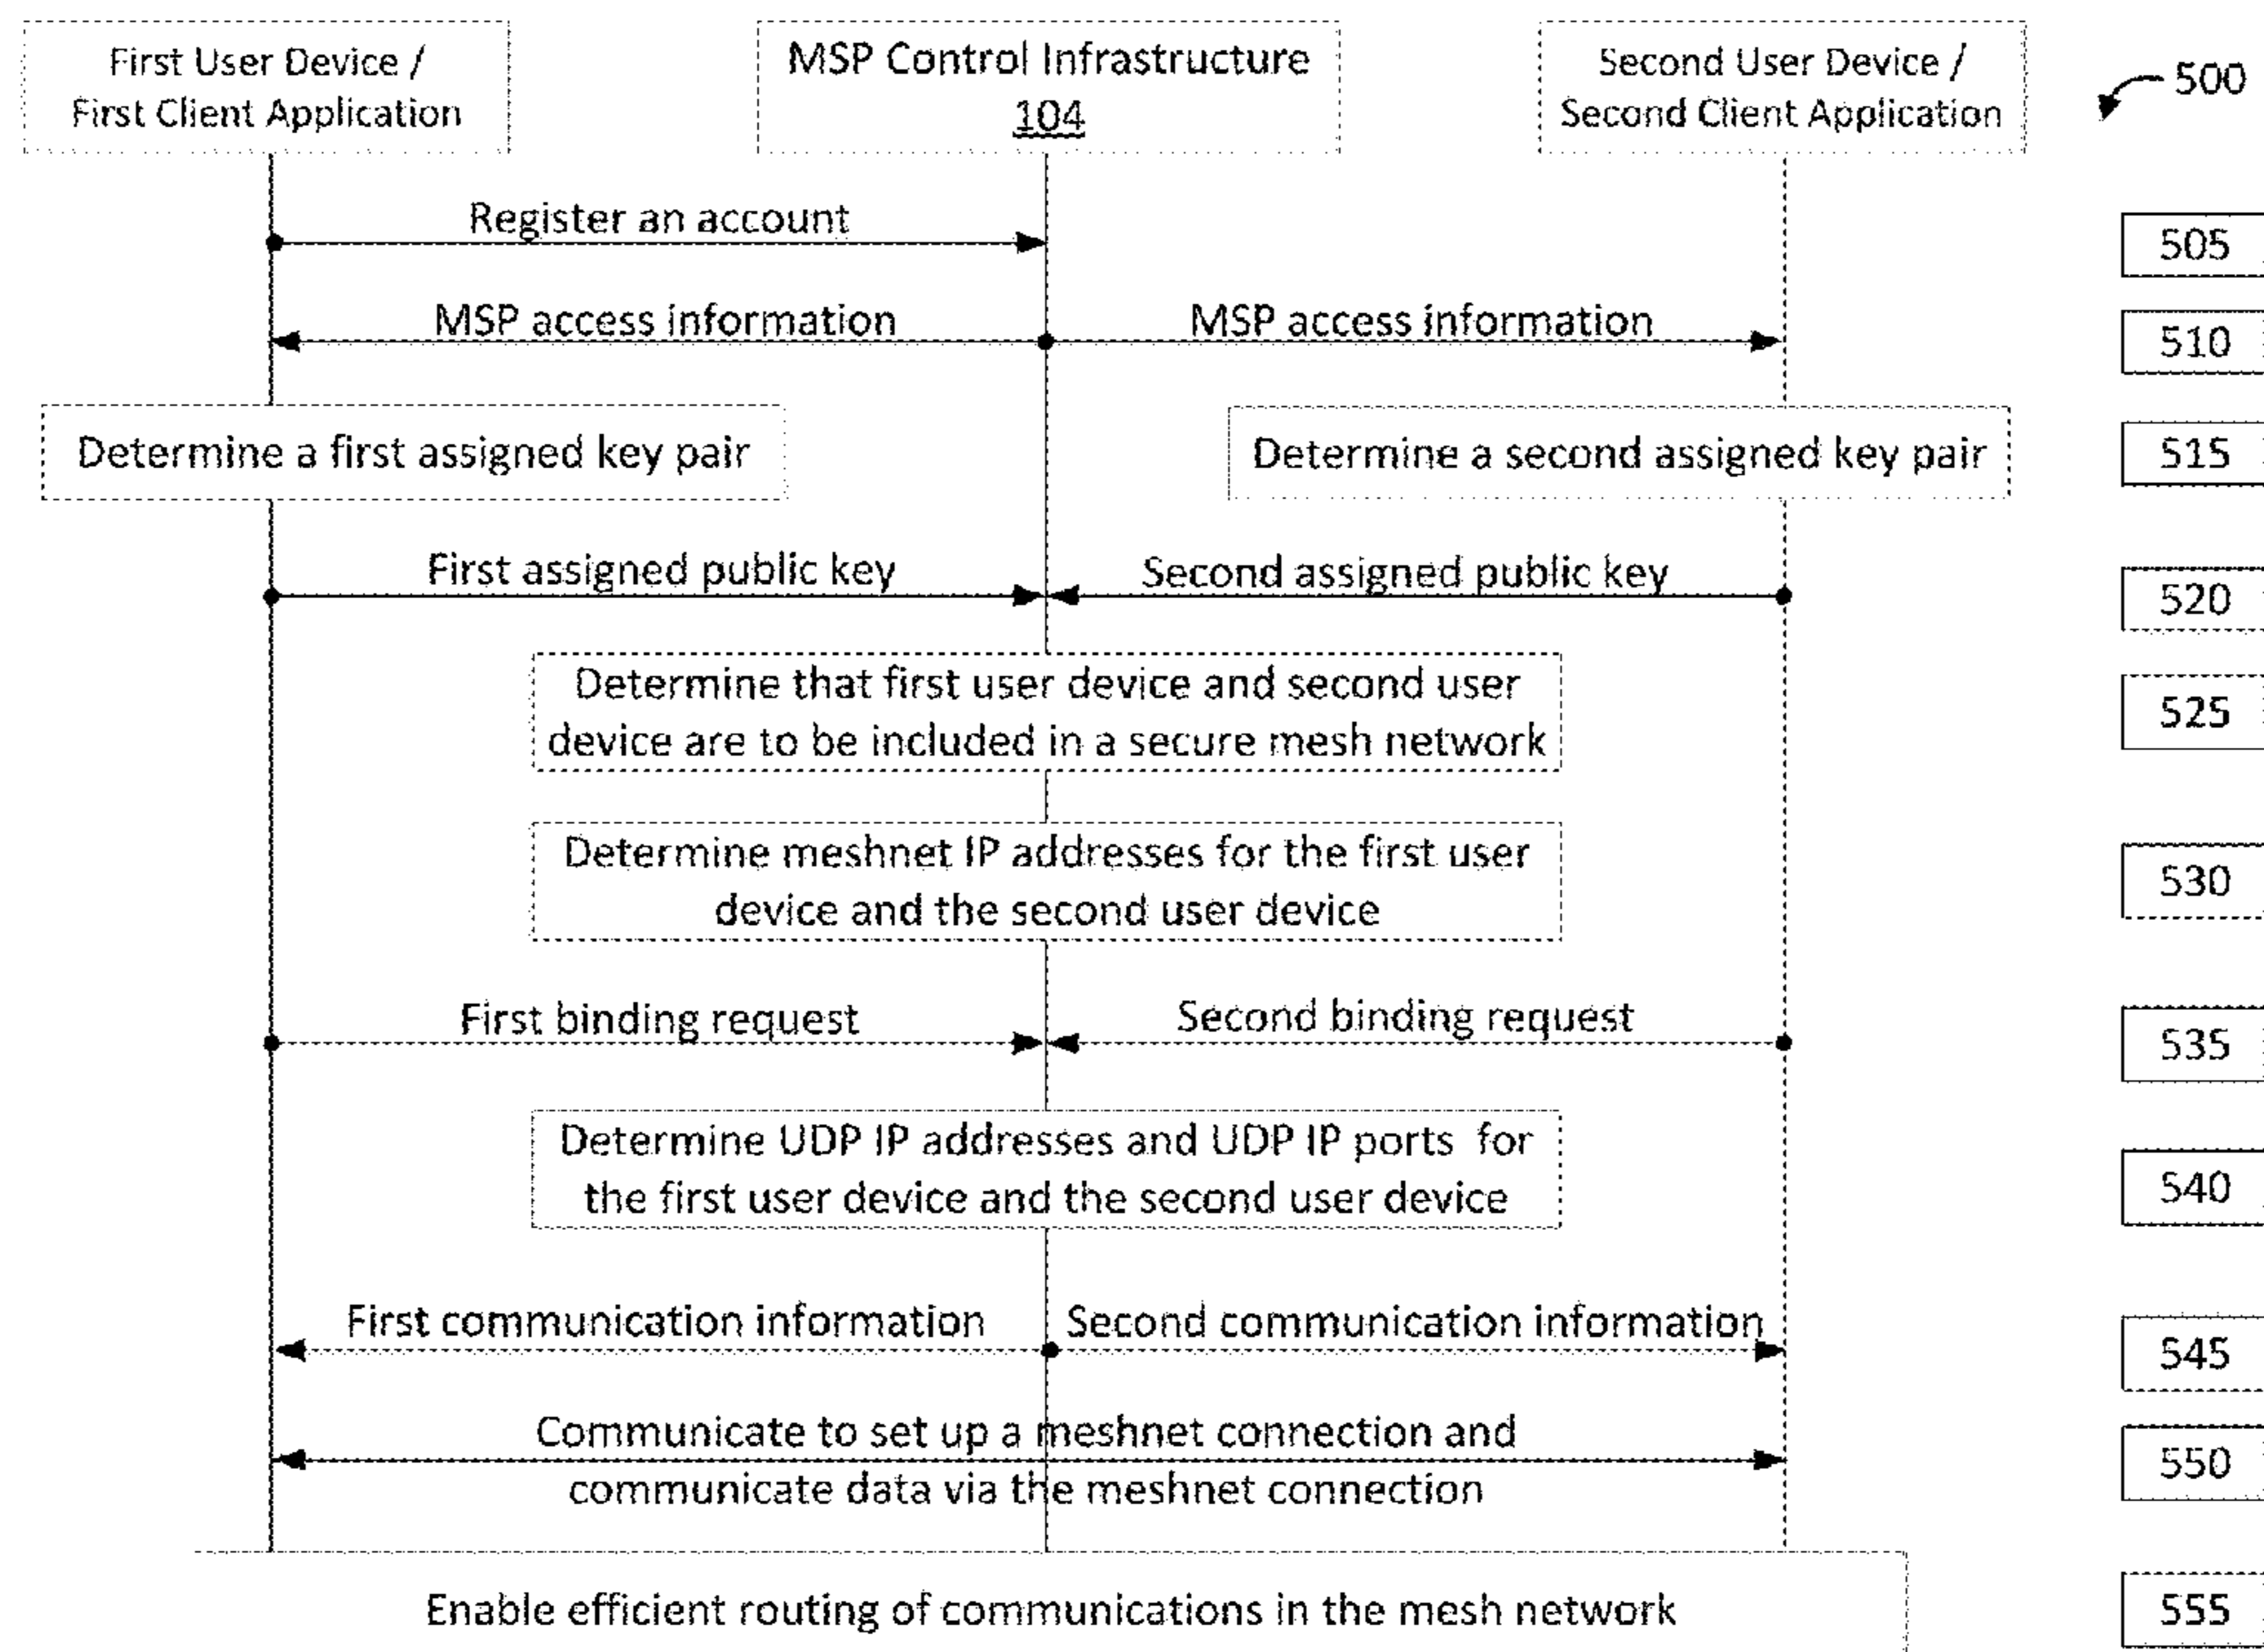 First User Device /
First Client Application
MSP Control Infrastructure
104
Second User Device /
Second Client Application
500
Register an account
505
MSP access information
MSP access information
510
Determine a first assigned key pair
Determine a second assigned key pair
515
First assigned public key
Second assigned public key
520
Determine that first user device and second user
device are to be included in a secure mesh network
525
Determine meshnet IP addresses for the first user
device and the second user device
530
First binding request
Second binding request
535
Determine UDP IP addresses and UDP IP ports for
the first user device and the second user device
540
First communication information
Second communication information
545
Communicate to set up a meshnet connection and
communicate data via the meshnet connection
550
Enable efficient routing of communications in the mesh network
555